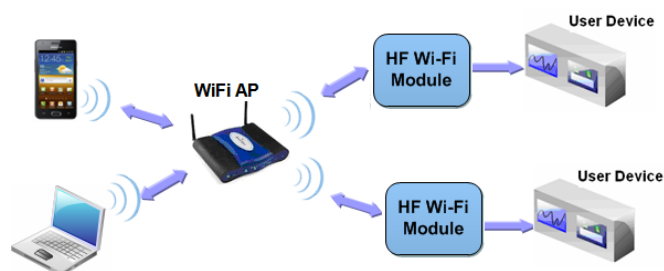 User Device
HF Wi-Fi
Module
WiFi AP
User Device
HF Wi-Fi
Module